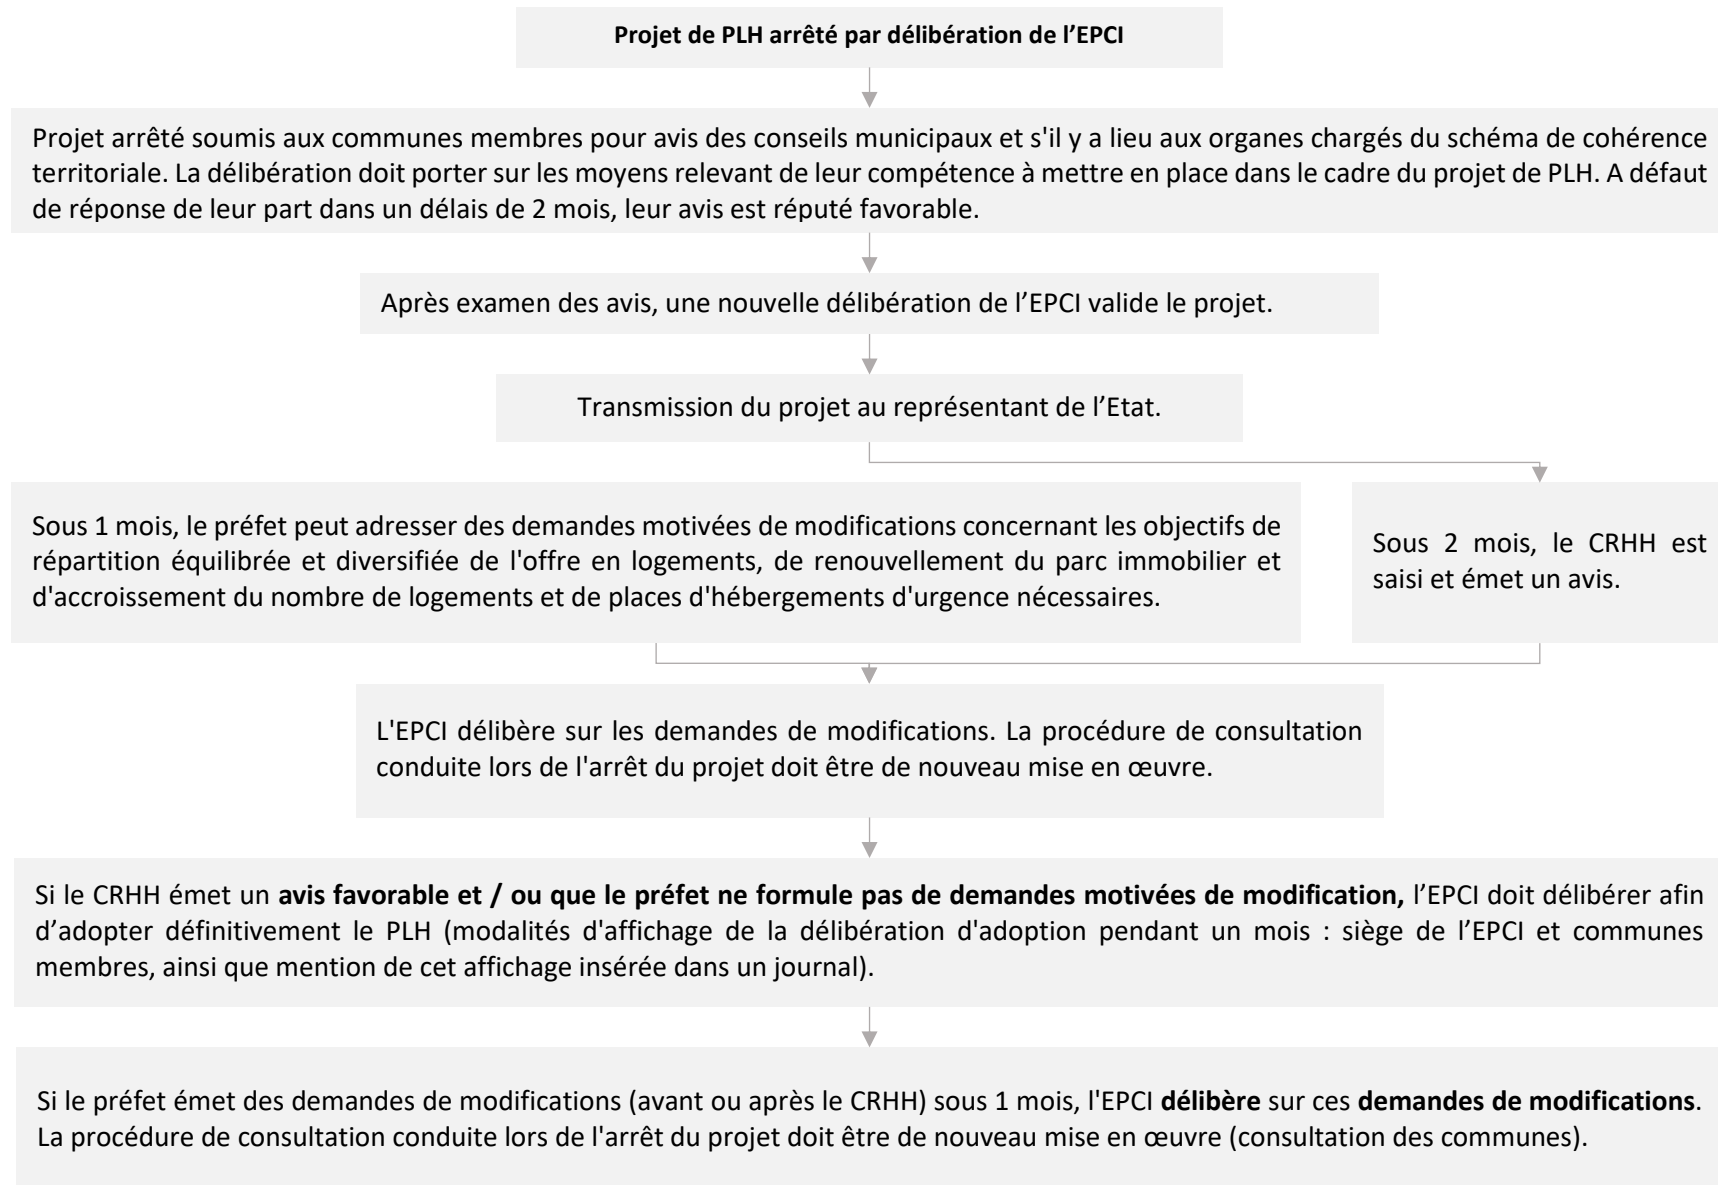 Projet de PLH arrêté par délibération de l’EPCI
Projet arrêté soumis aux communes membres pour avis des conseils municipaux et s'il y a lieu aux organes chargés du schéma de cohérence
territoriale. La délibération doit porter sur les moyens relevant de leur compétence à mettre en place dans le cadre du projet de PLH. A défaut
de réponse de leur part dans un délais de 2 mois, leur avis est réputé favorable.
Après examen des avis, une nouvelle délibération de l’EPCI valide le projet.
Transmission du projet au représentant de l’Etat.
Sous 1 mois, le préfet peut adresser des demandes motivées de modifications concernant les objectifs de
répartition équilibrée et diversifiée de l'offre en logements, de renouvellement du parc immobilier et
d'accroissement du nombre de logements et de places d'hébergements d'urgence nécessaires.
Sous 2 mois, le CRHH est
saisi et émet un avis.
L'EPCI délibère sur les demandes de modifications. La procédure de consultation
conduite lors de l'arrêt du projet doit être de nouveau mise en œuvre.
Si le CRHH émet un avis favorable et / ou que le préfet ne formule pas de demandes motivées de modification, l’EPCI doit délibérer afin
d’adopter définitivement le PLH (modalités d'affichage de la délibération d'adoption pendant un mois : siège de l’EPCI et communes
membres, ainsi que mention de cet affichage insérée dans un journal).
Si le préfet émet des demandes de modifications (avant ou après le CRHH) sous 1 mois, l'EPCI délibère sur ces demandes de modifications.
La procédure de consultation conduite lors de l'arrêt du projet doit être de nouveau mise en œuvre (consultation des communes).